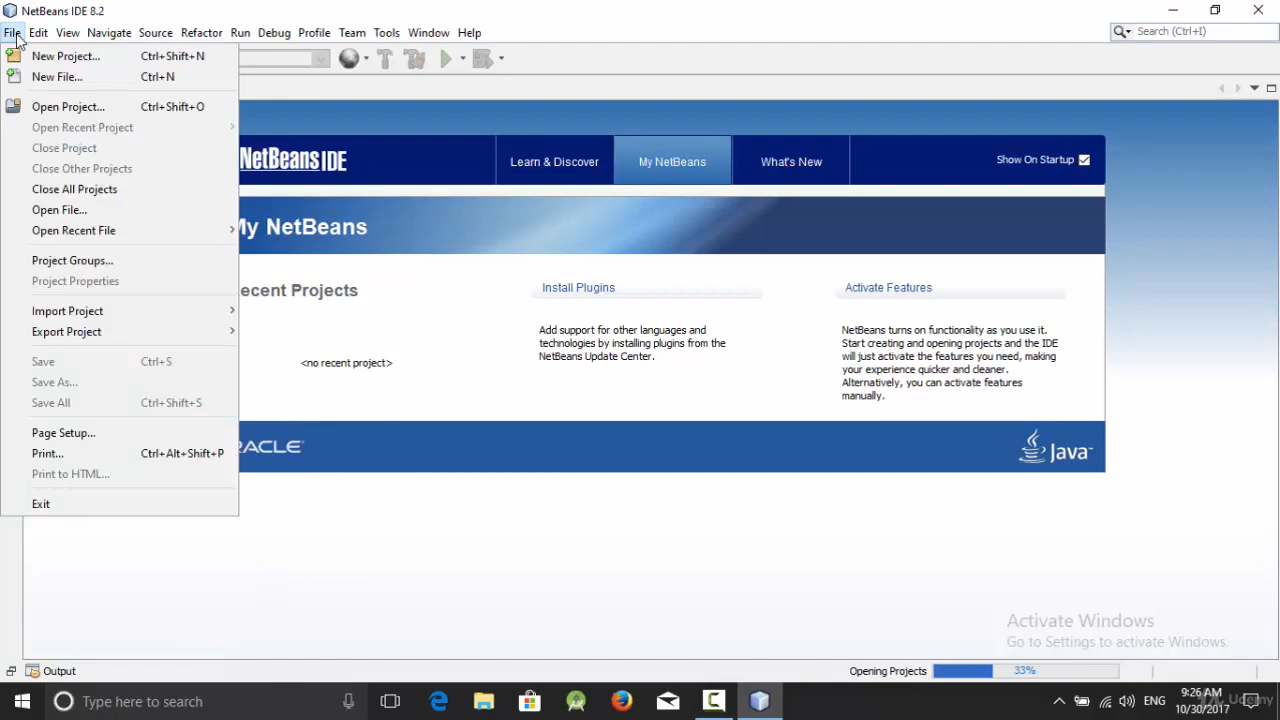 NetBeans IDE 8.2
File Edit View Navigate Source Refactor Run Debug Profile Team Tools Window Help
Search (Ctrl+I)
New Project... Ctrl+Shift+N
New File... Ctrl+N
Open Project... Ctrl+Shift+O
Open Recent Project
Close Project
Close Other Projects
Close All Projects
Open File...
Open Recent File
Project Groups...
Project Properties
Import Project
Export Project
Save Ctrl+S
Save As...
Save All Ctrl+Shift+S
Page Setup...
Print... Ctrl+Alt+Shift+P
Print to HTML...
Exit
NetBeans IDE
Learn & Discover
My NetBeans
What's New
Show On Startup
My NetBeans
ecent Projects
<no recent project>
Install Plugins
Add support for other languages and
technologies by installing plugins from the
NetBeans Update Center.
Activate Features
NetBeans turns on functionality as you use it.
Start creating and opening projects and the IDE
will just activate the features you need, making
your experience quicker and cleaner.
Alternatively, you can activate features
manually.
RACLE
Java
Activate Windows
Go to Settings to activate Windows.
Output
Opening Projects 33%
Type here to search
ENG
9:26 AM
10/30/2017
Udemy